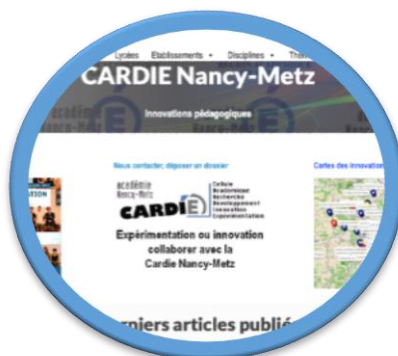 Lycées Etablissements Disciplines
CARDIE Nancy-Metz
Innovations pédagogiques
Nous contacter, déposer un dossier
Cartes des Innovation
académie
Nancy-Metz
CARDIE
Cellule
Académique
Recherche
Développement
Innovation
Expérimentation
Expérimentation ou innovation
collaborer avec la
Cardie Nancy-Metz
rniers articles publié